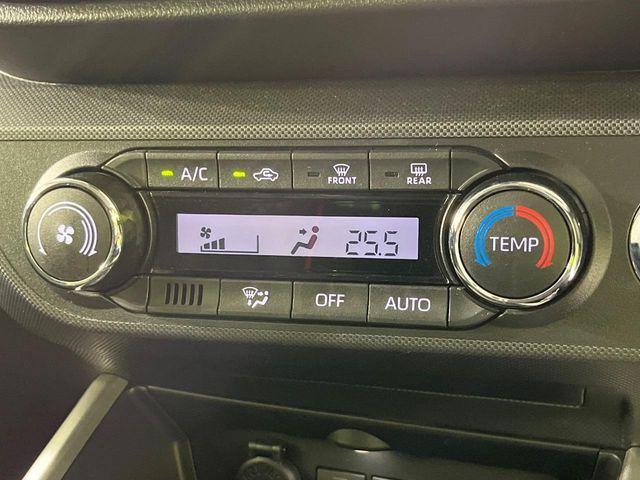 A/C
FRONT
REAR
25.5
TEMP
OFF
AUTO